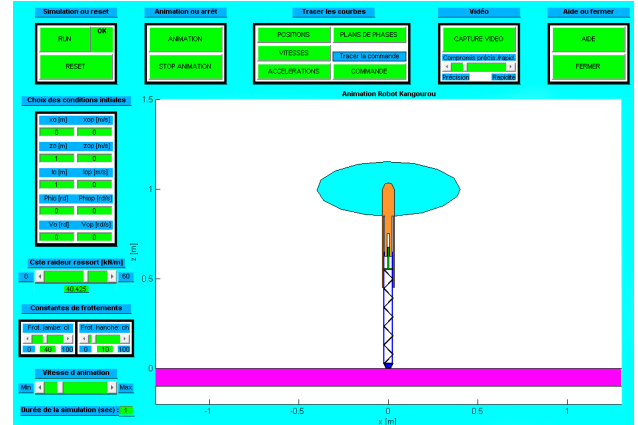 Simulation ou reset
Animation ou arrêt
Tracer les courbes
Vidéo
Aide ou fermer
RUN
OK
RESET
ANIMATION
STOP ANIMATION
POSITIONS
PLANS DE PHASES
VITESSES
Tracer la commande
ACCELERATIONS
COMMANDE
CAPTURE VIDEO
Compromis précis./rapid.
Précision
Rapidité
AIDE
FERMER
Choix des conditions initiales
xo [m] xop [m/s]
0 0
zo [m] zop [m/s]
1 0
lo [m] lop [m/s]
1 0
Phio [rd] Phiop [rd/s]
0 0
Vo [rd] Vop [rd/s]
0 0
Cste raideur ressort [kN/m]
0 60
40.425
Constantes de frottements
Frot. jambe: cl Frot. hanche: ch
0 40 100 0 10 100
Vitesse d animation
Min Max
Durée de la simulation (sec) : 1
Animation Robot Kangourou
1.5
1
0.5
0
z [m]
-1 -0.5 0 0.5 1
x [m]